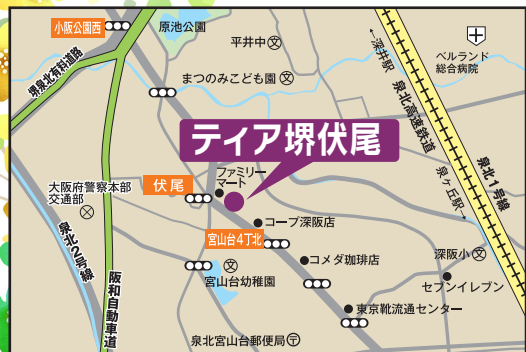 小阪公園西
原池公園
平井中
まつのみこども園
堺泉北有料道路
←深井駅
泉北高速鉄道
泉ヶ丘駅→
泉北1号線
ベルランド
総合病院
ティア堺伏尾
伏尾
ファミリー
マート
大阪府警察本部
交通部
コープ深阪店
宮山台4丁北
コメダ珈琲店
深阪小
セブンイレブン
宮山台幼稚園
東京靴流通センター
泉北2号線
阪和自動車道
泉北宮山台郵便局